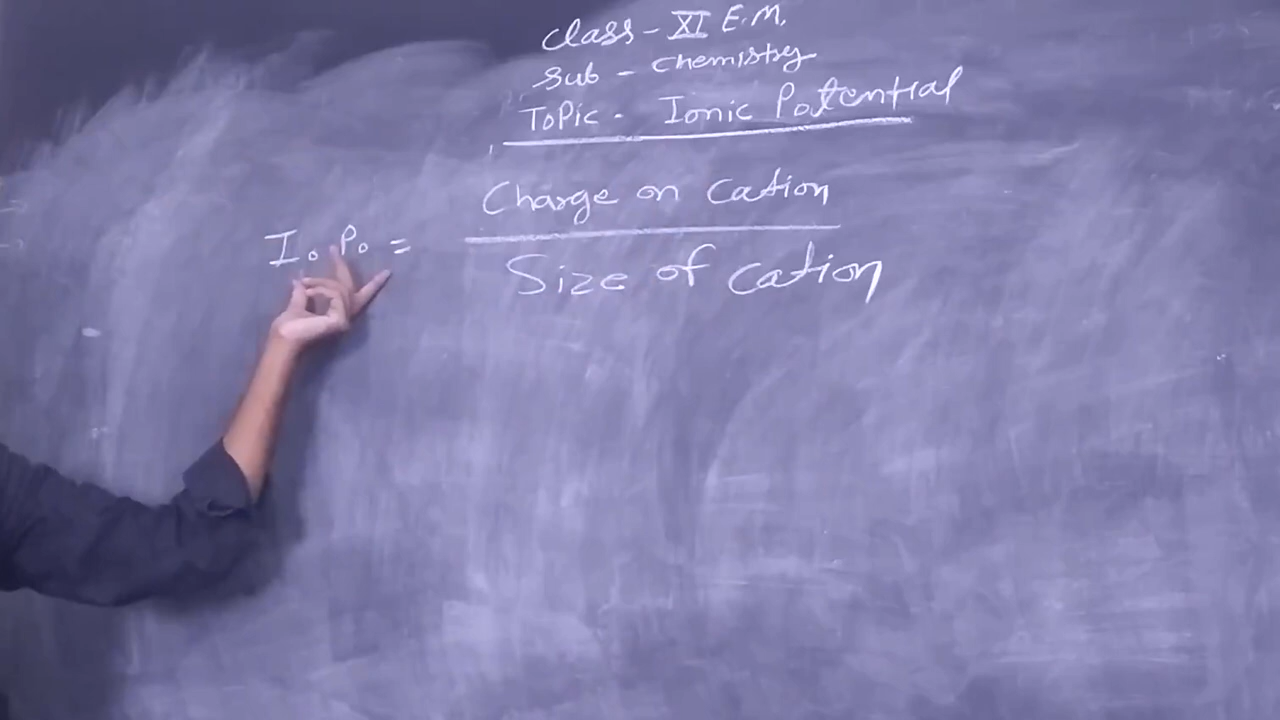 Class - XI E.M.
Sub - Chemistry
Topic - Ionic Potential
Charge on Cation
I. P. =
Size of Cation